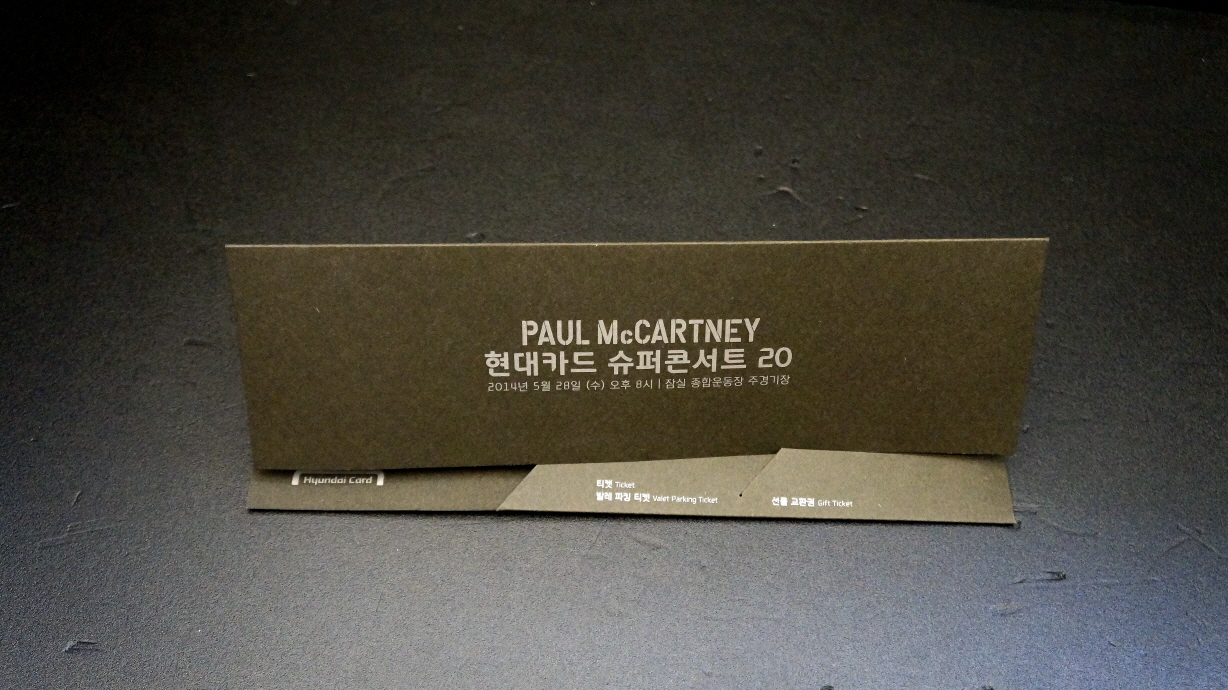 PAUL McCARTNEY
현대카드 슈퍼콘서트 20
2014년 5월 28일 (수) 오후 8시 | 잠실 종합운동장 주경기장
Hyundai Card
티켓 Ticket
발레 파킹 티켓 Valet Parking Ticket
선물 교환권 Gift Ticket